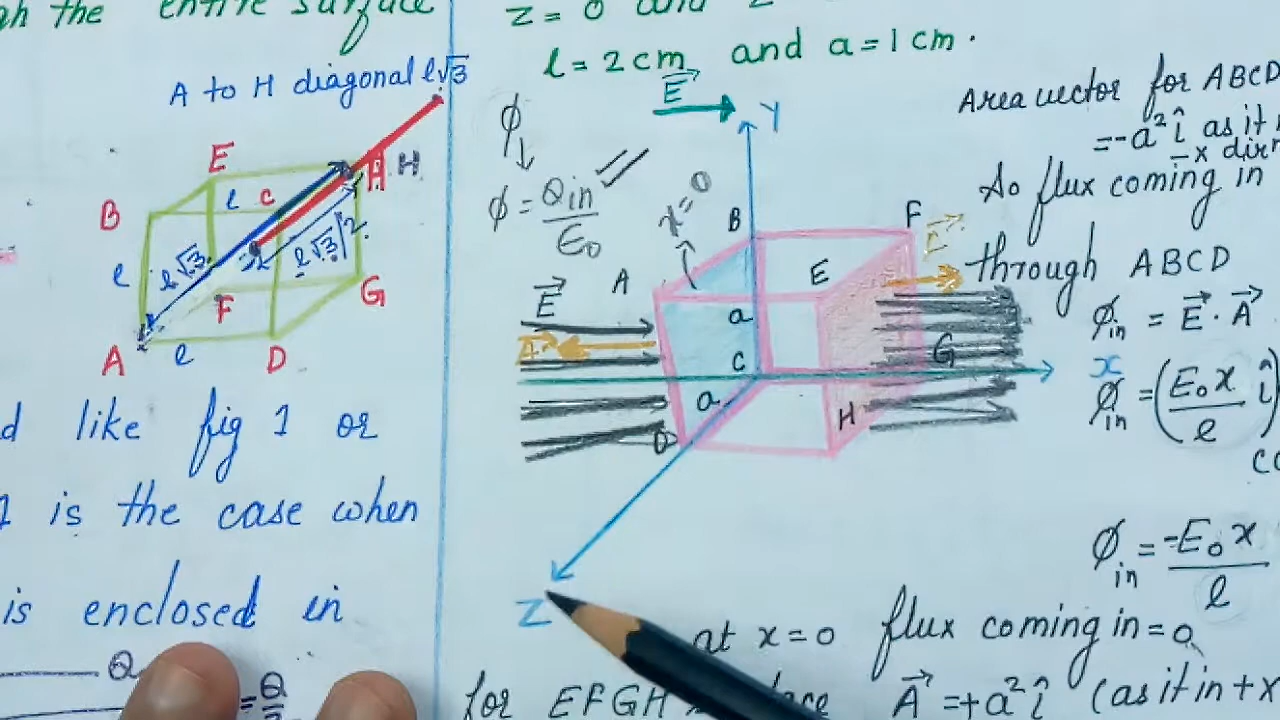 the entire surface
A to H diagonal l√3
E
H
H
B
l
c
l√3
l√3/2
l
F
G
A
l
D
like fig 1 or
is the case when
is enclosed in
Q
z = 0 and z
l = 2 cm and a = 1 cm.
E
Y
ϕ
ϕ = Qin/ε₀
x=0
B
F
A
E
E
a
C
G
a
D
H
x
Z
Area vector for ABCD
= -a² î as it
-x dirn
So flux coming in
through ABCD
ϕin = E⃗ · A⃗
ϕin = (E₀x/l î)
ϕin = -E₀x/l
at x=0 flux coming in = 0
for EFGH A⃗ = +a² î (as it in +x